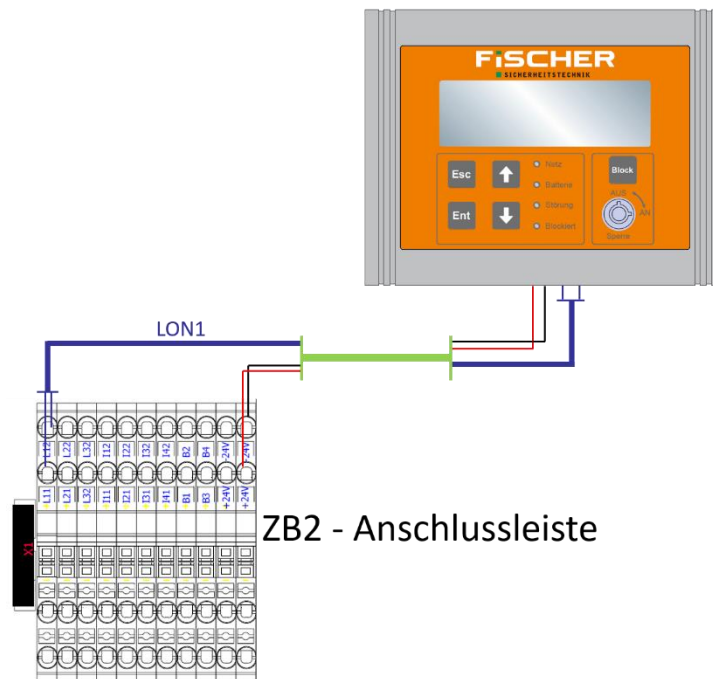 FiSCHER
SICHERHEITSTECHNIK
Esc
Ent
Netz
Batterie
Störung
Blockiert
Block
AUS
AN
Sperre
LON1
L12 L22 L32 I12 I22 I32 I42 B2 B4 -24V -24V
L11 L21 L32 I11 I21 I31 I41 B1 B3 +24V +24V
X1
ZB2 - Anschlussleiste